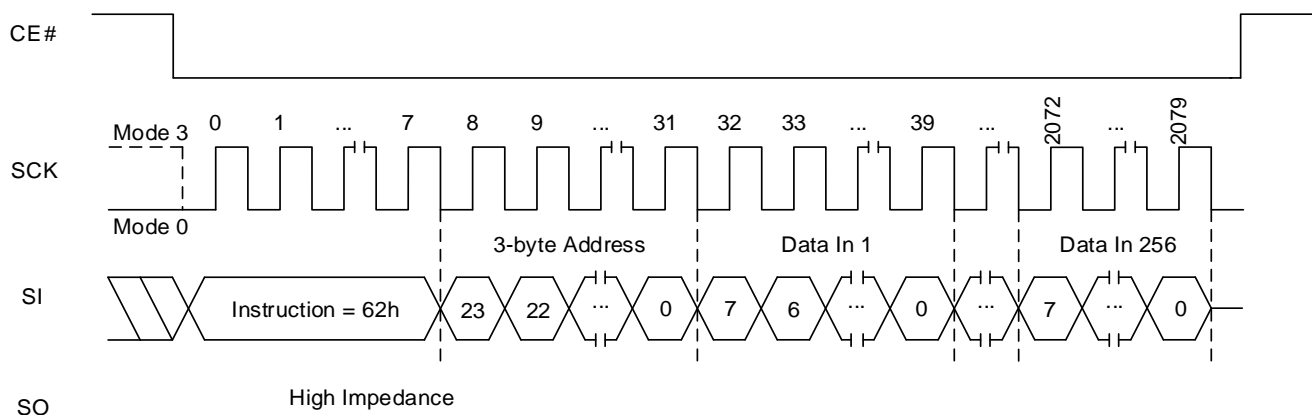 CE#
0 1 ... 7 8 9 ... 31 32 33 ... 39 ... 2072 ... 2079
Mode 3
SCK
Mode 0
3-byte Address Data In 1 Data In 256
SI
Instruction = 62h 23 22 ... 0 7 6 ... 0 ... 7 ... 0
High Impedance
SO